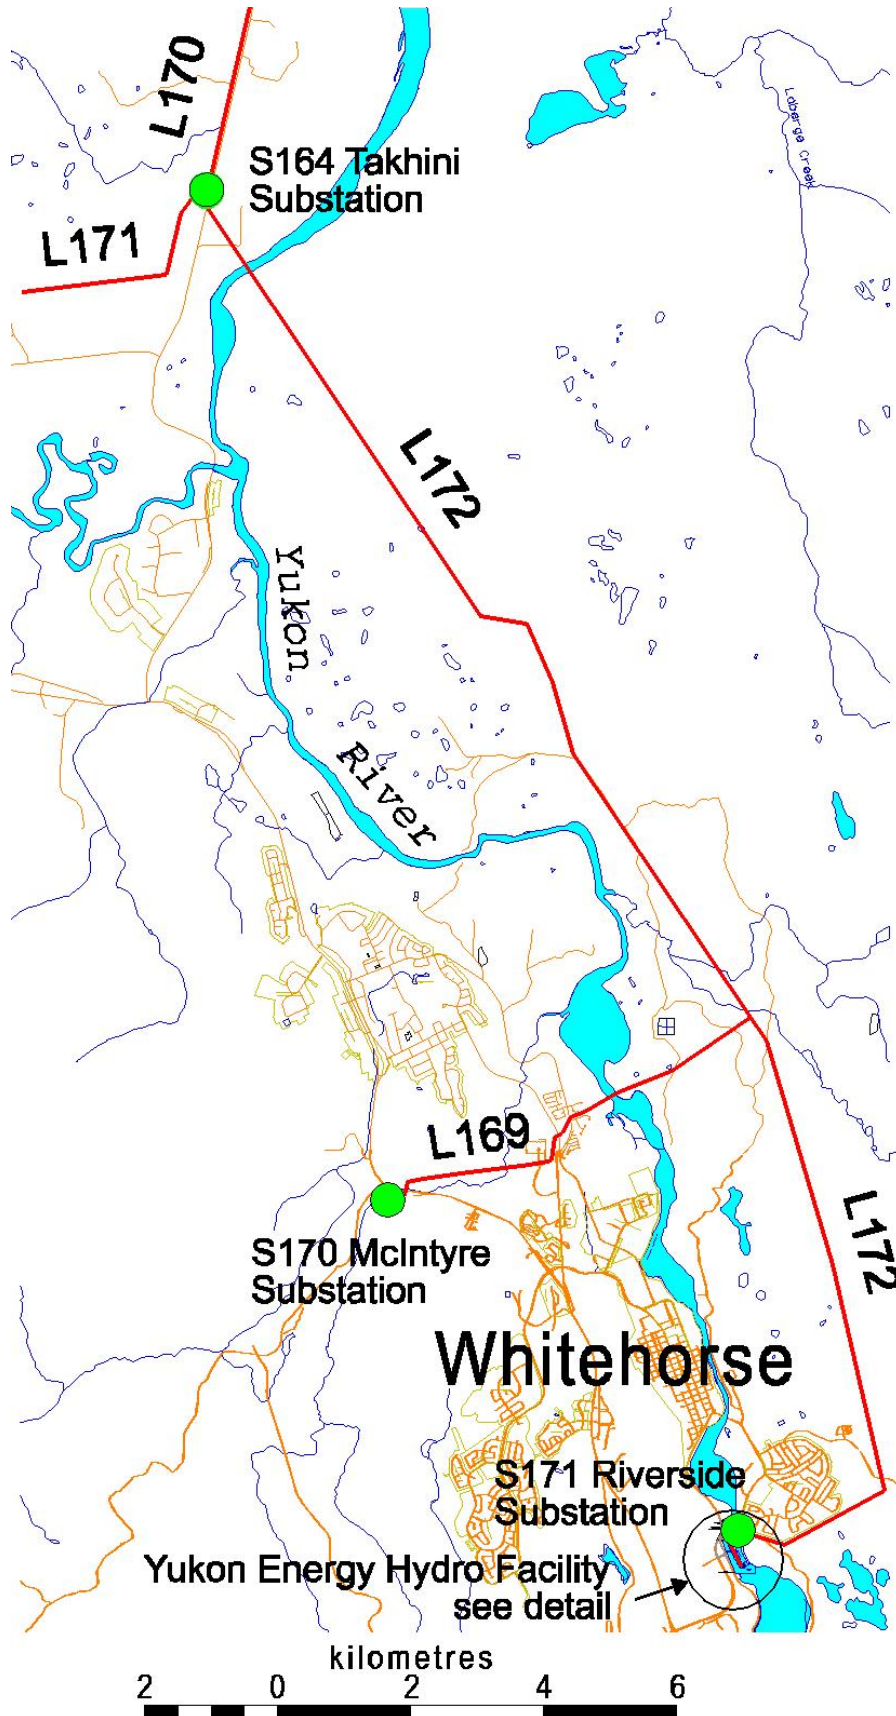 L170
Laberge Creek
S164 Takhini
Substation
L171
L172
Yukon
River
L169
S170 McIntyre
Substation
L172
Whitehorse
S171 Riverside
Substation
Yukon Energy Hydro Facility
see detail
kilometres
2 0 2 4 6